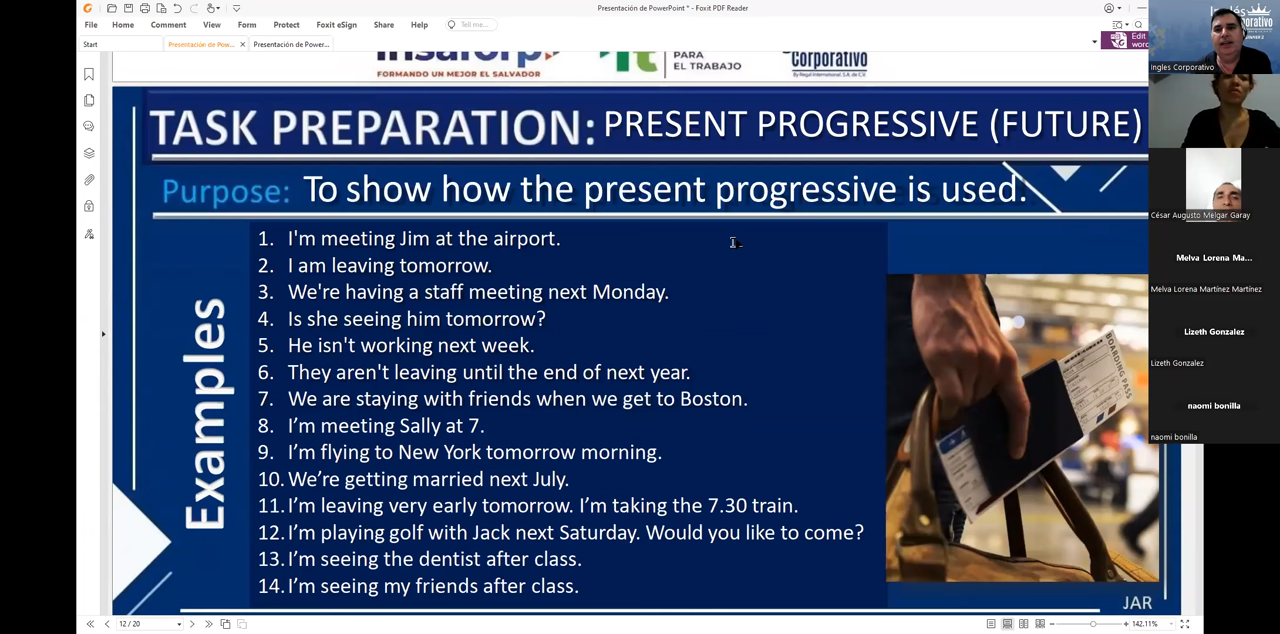 Presentación de PowerPoint * - Foxit PDF Reader
File Home Comment View Form Protect Foxit eSign Share Help Tell me...
Start Presentación de Pow... × Presentación de Power...
Edit
word
FORMANDO UN MEJOR EL SALVADOR
PARA
EL TRABAJO
Corporativo
TASK PREPARATION: PRESENT PROGRESSIVE (FUTURE)
Purpose: To show how the present progressive is used.
Examples
1. I'm meeting Jim at the airport.
2. I am leaving tomorrow.
3. We're having a staff meeting next Monday.
4. Is she seeing him tomorrow?
5. He isn't working next week.
6. They aren't leaving until the end of next year.
7. We are staying with friends when we get to Boston.
8. I’m meeting Sally at 7.
9. I’m flying to New York tomorrow morning.
10. We’re getting married next July.
11. I’m leaving very early tomorrow. I’m taking the 7.30 train.
12. I’m playing golf with Jack next Saturday. Would you like to come?
13. I’m seeing the dentist after class.
14. I’m seeing my friends after class.
BOARDING PASS
JAR
12 / 20
142.11%
Ingles Corporativo
César Augusto Melgar Garay
Melva Lorena Ma...
Melva Lorena Martínez Martínez
Lizeth Gonzalez
Lizeth Gonzalez
naomi bonilla
naomi bonilla